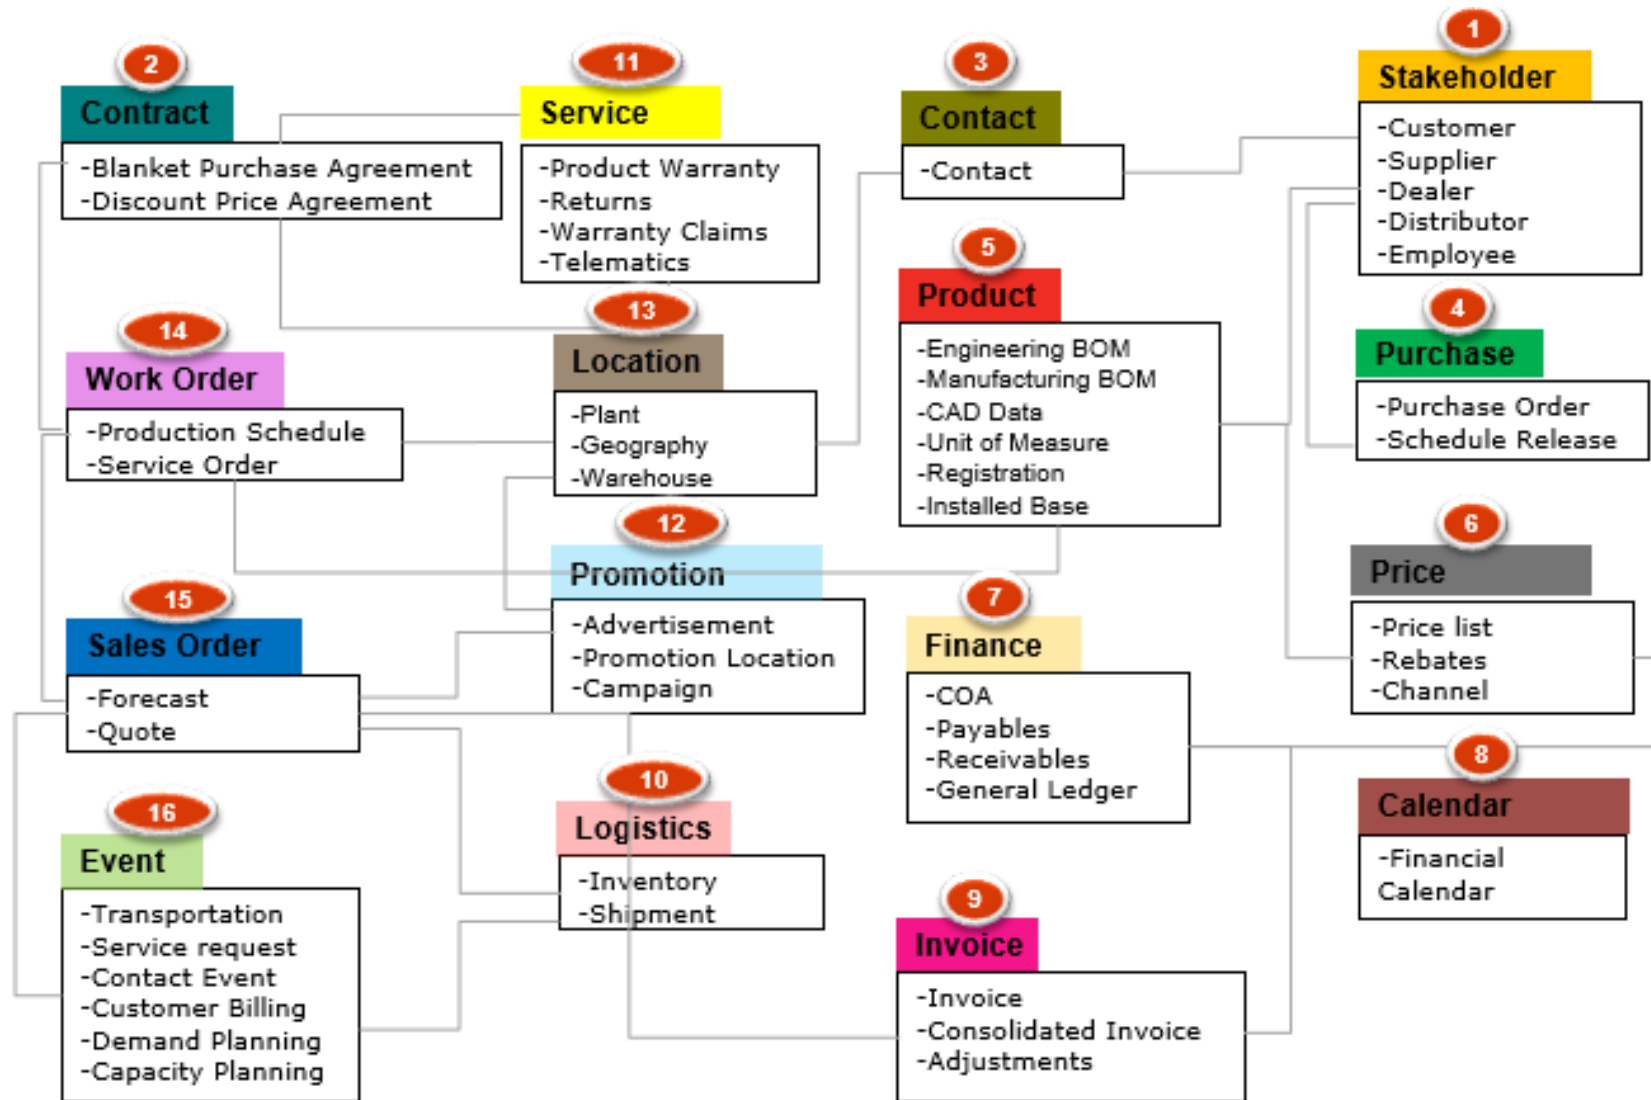 2
Contract
-Blanket Purchase Agreement
-Discount Price Agreement
11
Service
-Product Warranty
-Returns
-Warranty Claims
-Telematics
3
Contact
-Contact
1
Stakeholder
-Customer
-Supplier
-Dealer
-Distributor
-Employee
14
Work Order
-Production Schedule
-Service Order
13
Location
-Plant
-Geography
-Warehouse
5
Product
-Engineering BOM
-Manufacturing BOM
-CAD Data
-Unit of Measure
-Registration
-Installed Base
4
Purchase
-Purchase Order
-Schedule Release
15
Sales Order
-Forecast
-Quote
12
Promotion
-Advertisement
-Promotion Location
-Campaign
7
Finance
-COA
-Payables
-Receivables
-General Ledger
6
Price
-Price list
-Rebates
-Channel
16
Event
-Transportation
-Service request
-Contact Event
-Customer Billing
-Demand Planning
-Capacity Planning
10
Logistics
-Inventory
-Shipment
9
Invoice
-Invoice
-Consolidated Invoice
-Adjustments
8
Calendar
-Financial
Calendar